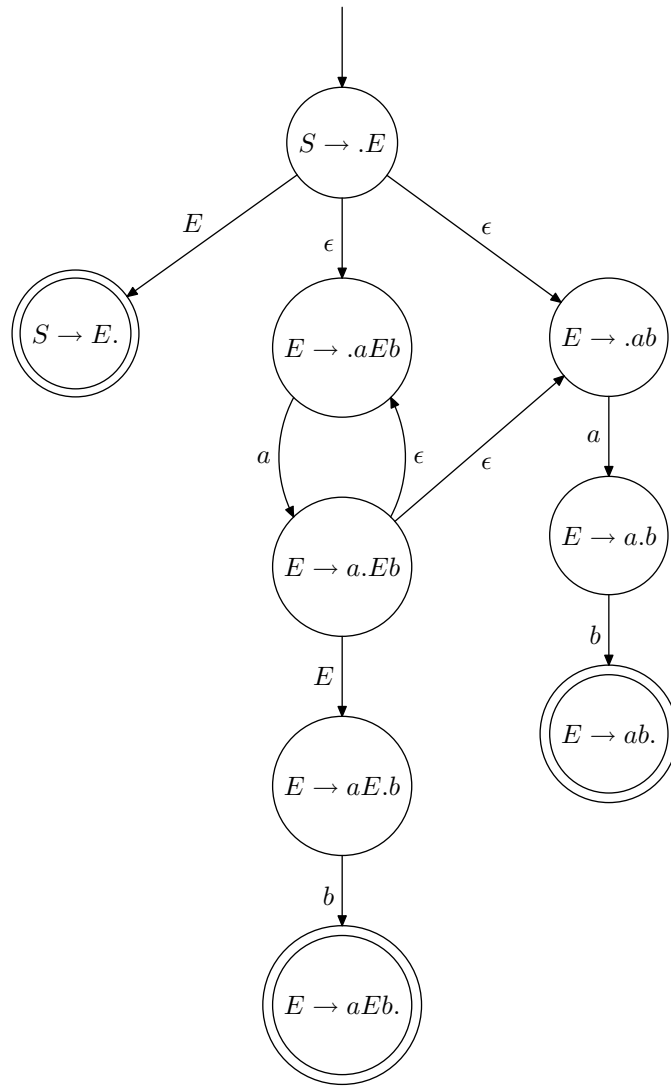 S → .E
E
ϵ
ϵ
S → E.
E → .aEb
E → .ab
a
ϵ
ϵ
a
E → a.Eb
E → a.b
E
b
E → aE.b
E → ab.
b
E → aEb.